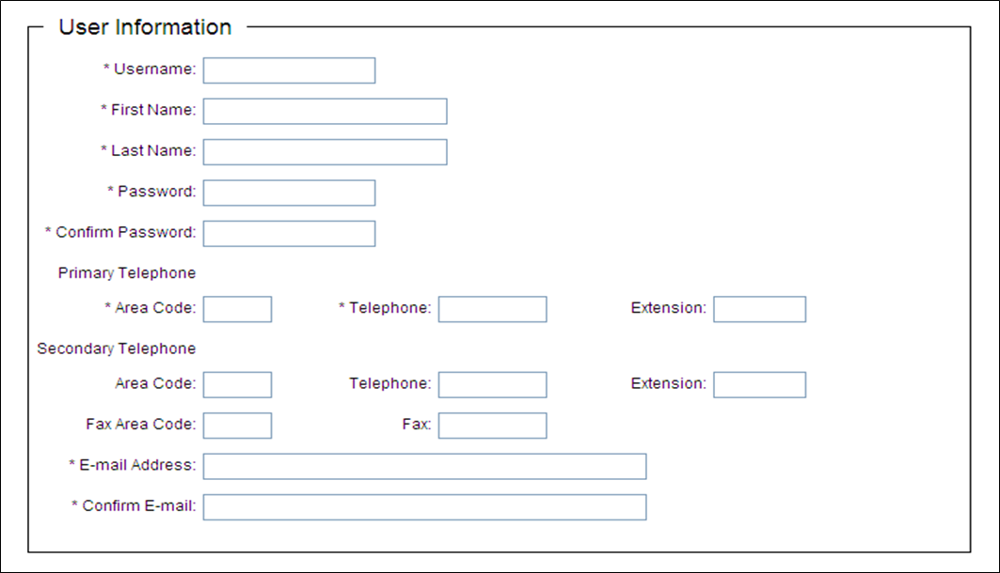 User Information
* Username:
* First Name:
* Last Name:
* Password:
* Confirm Password:
Primary Telephone
* Area Code: * Telephone: Extension:
Secondary Telephone
Area Code: Telephone: Extension:
Fax Area Code: Fax:
* E-mail Address:
* Confirm E-mail: